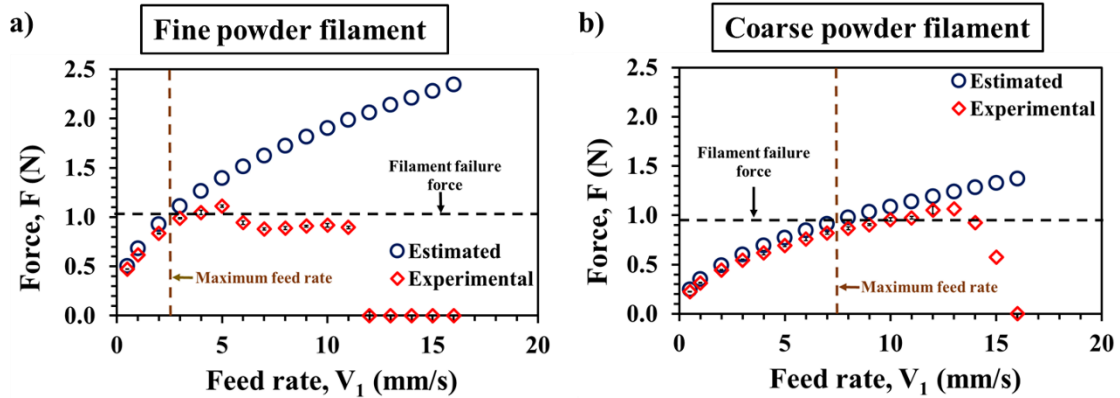 a)
Fine powder filament
2.5
2.0
1.5
1.0
0.5
0.0
Force, F (N)
Filament failure
force
Estimated
Experimental
Maximum feed rate
0
5
10
15
20
Feed rate, V₁ (mm/s)
b)
Coarse powder filament
2.5
2.0
1.5
1.0
0.5
0.0
Force, F (N)
Estimated
Experimental
Filament failure
force
Maximum feed rate
0
5
10
15
20
Feed rate, V₁ (mm/s)